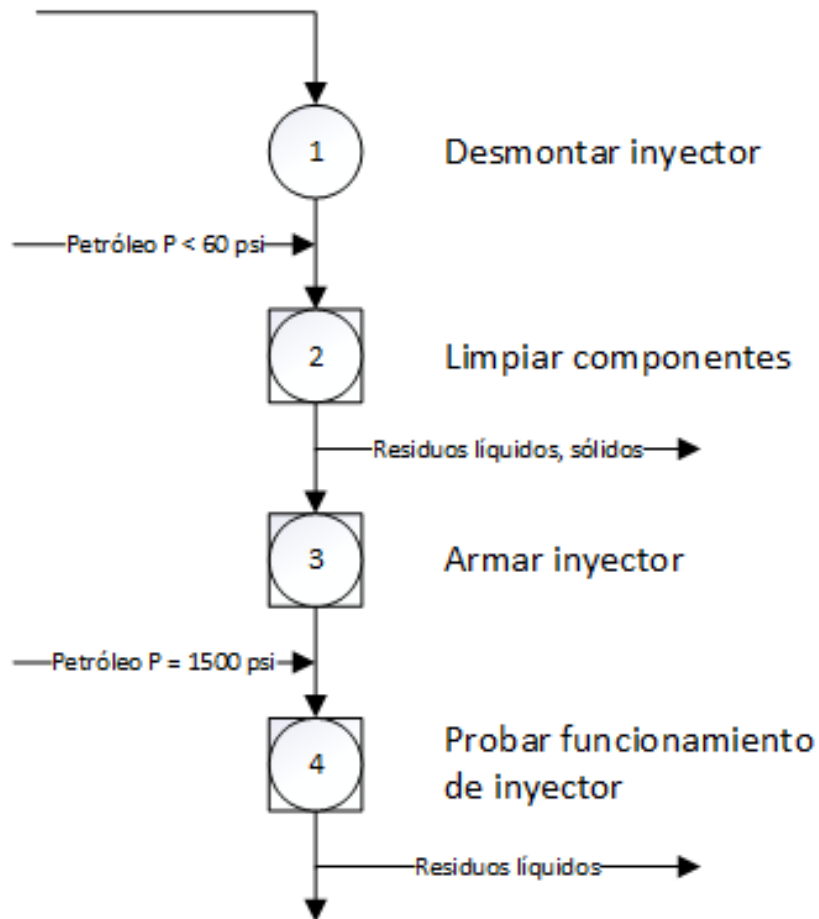 1
Desmontar inyector
Petróleo P < 60 psi
2
Limpiar componentes
Residuos líquidos, sólidos
3
Armar inyector
Petróleo P = 1500 psi
4
Probar funcionamiento
de inyector
Residuos líquidos